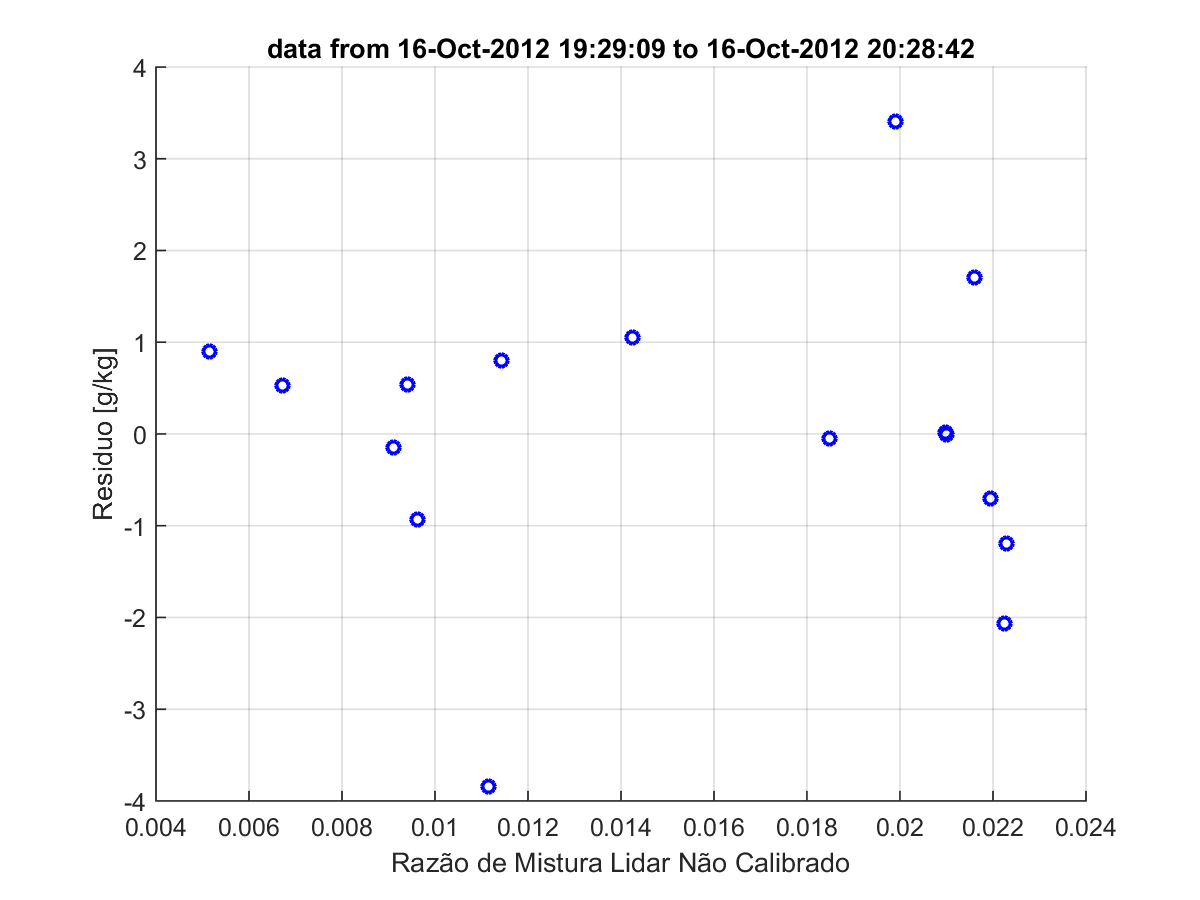 data from 16-Oct-2012 19:29:09 to 16-Oct-2012 20:28:42
4
3
2
1
0
-1
-2
-3
-4
Residuo [g/kg]
0.004 0.006 0.008 0.01 0.012 0.014 0.016 0.018 0.02 0.022 0.024
Razão de Mistura Lidar Não Calibrado